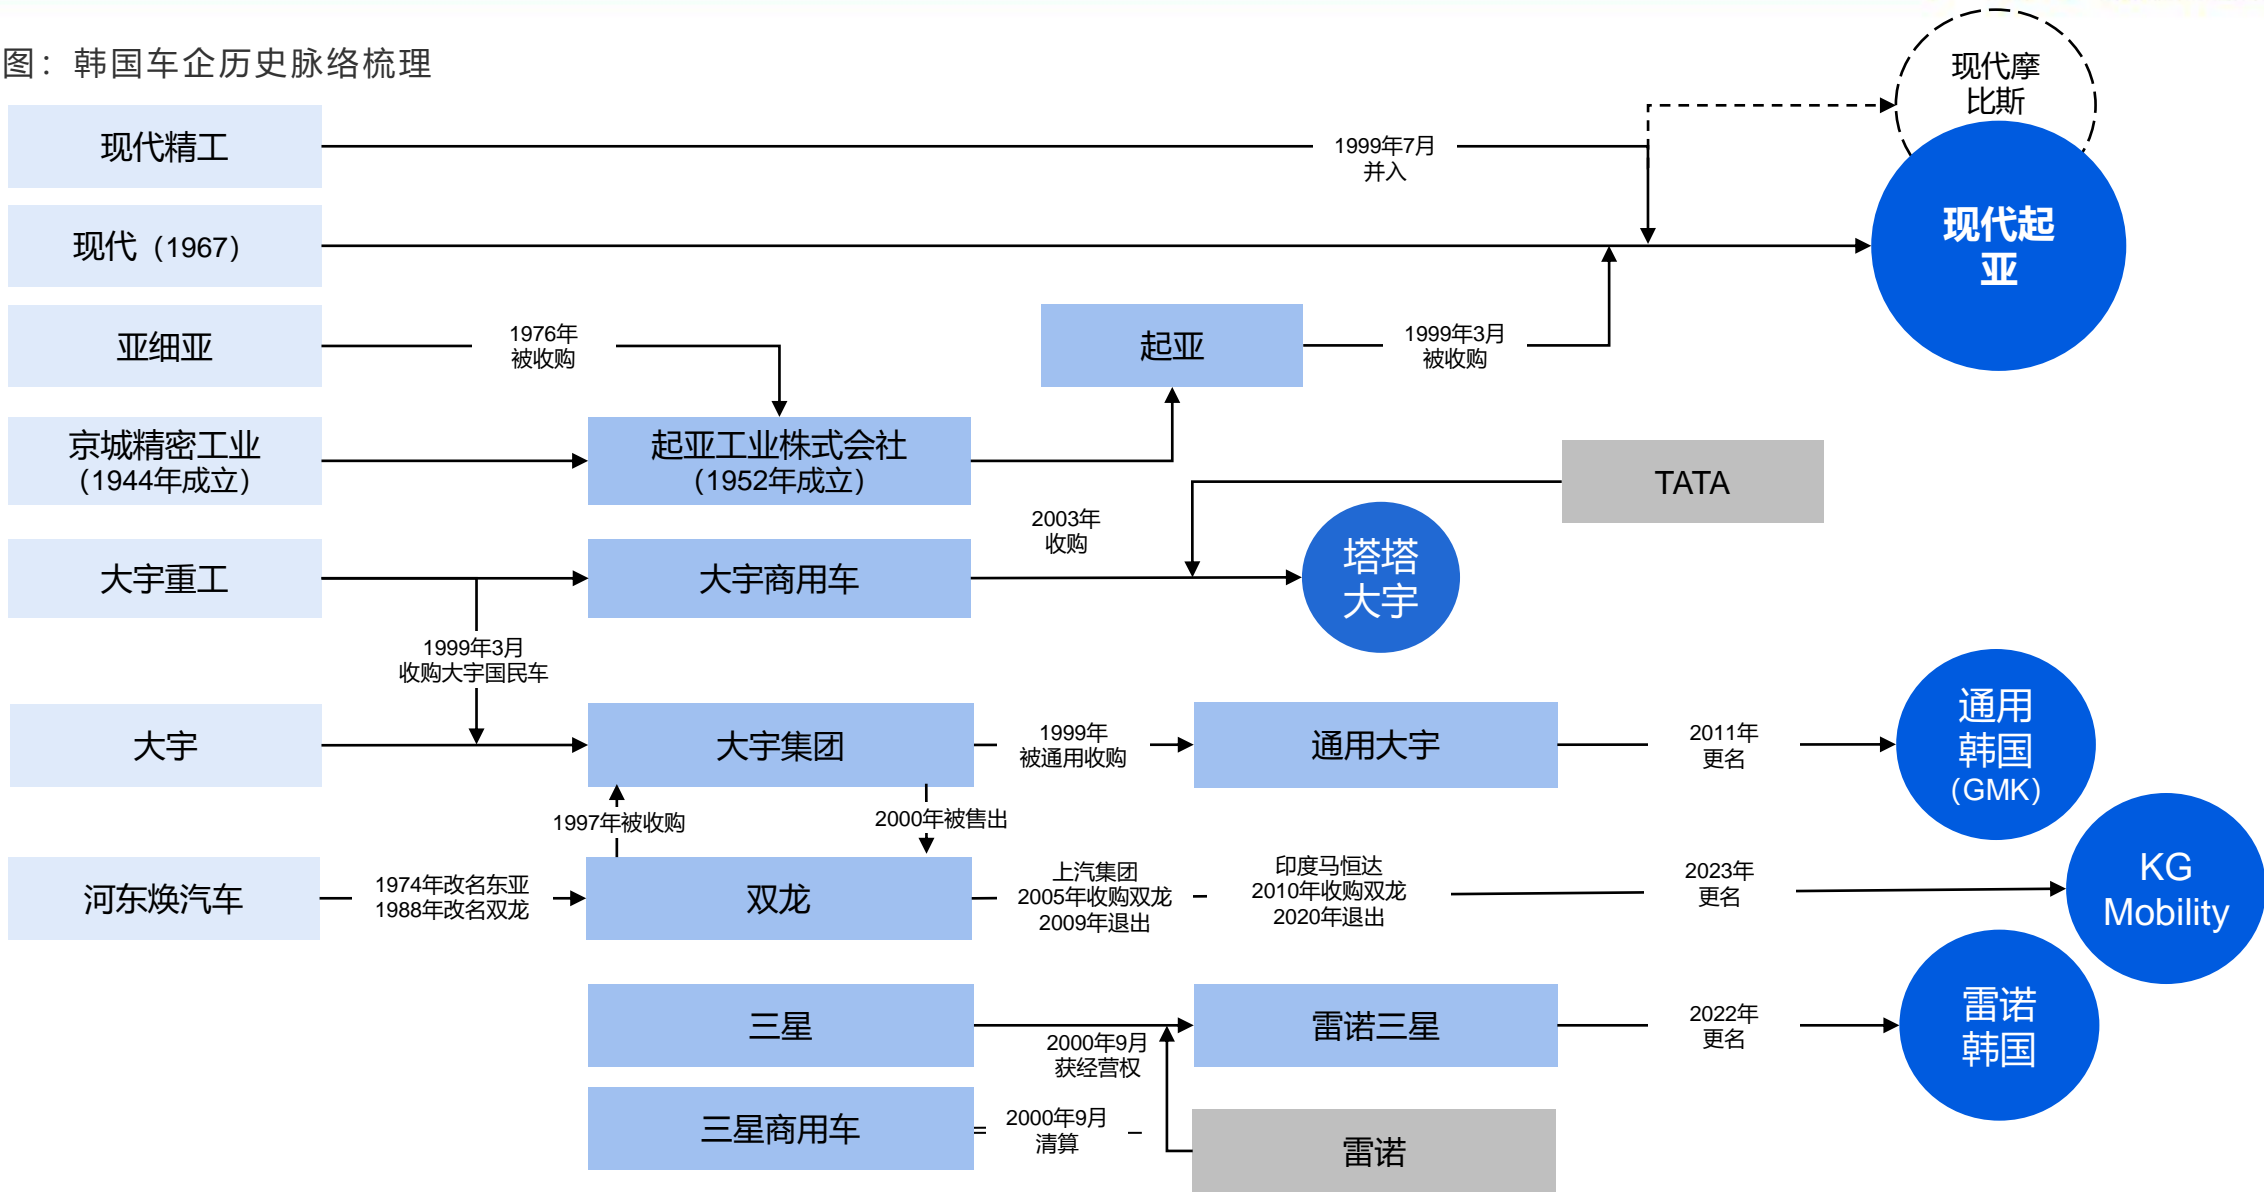 图：韩国车企历史脉络梳理
现代摩
比斯
现代精工
1999年7月
并入
现代（1967）
现代起
亚
亚细亚
1976年
被收购
起亚
1999年3月
被收购
京城精密工业
（1944年成立）
起亚工业株式会社
（1952年成立）
TATA
2003年
收购
大宇重工
大宇商用车
塔塔
大宇
1999年3月
收购大宇国民车
大宇
大宇集团
1999年
被通用收购
通用大宇
2011年
更名
通用
韩国
（GMK）
1997年被收购
2000年被售出
河东焕汽车
1974年改名东亚
1988年改名双龙
双龙
上汽集团
2005年收购双龙
2009年退出
印度马恒达
2010年收购双龙
2020年退出
2023年
更名
KG
Mobility
三星
2000年9月
获经营权
雷诺三星
2022年
更名
雷诺
韩国
三星商用车
2000年9月
清算
雷诺